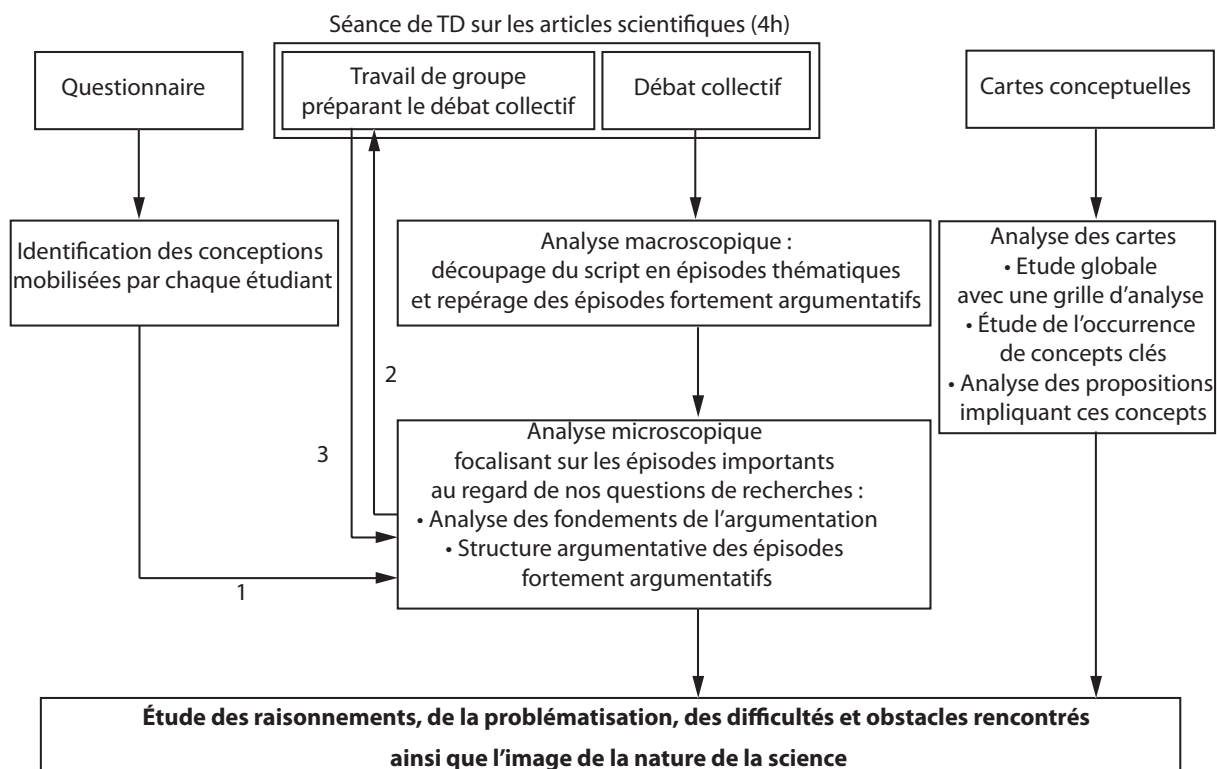 Séance de TD sur les articles scientifiques (4h)
Questionnaire
Travail de groupe
préparant le débat collectif
Débat collectif
Cartes conceptuelles
Identification des conceptions
mobilisées par chaque étudiant
Analyse macroscopique :
découpage du script en épisodes thématiques
et repérage des épisodes fortement argumentatifs
Analyse des cartes
• Etude globale
avec une grille d’analyse
• Étude de l’occurrence
de concepts clés
• Analyse des propositions
impliquant ces concepts
2
3
Analyse microscopique
focalisant sur les épisodes importants
au regard de nos questions de recherches :
• Analyse des fondements de l’argumentation
• Structure argumentative des épisodes
fortement argumentatifs
1
Étude des raisonnements, de la problématisation, des difficultés et obstacles rencontrés
ainsi que l’image de la nature de la science